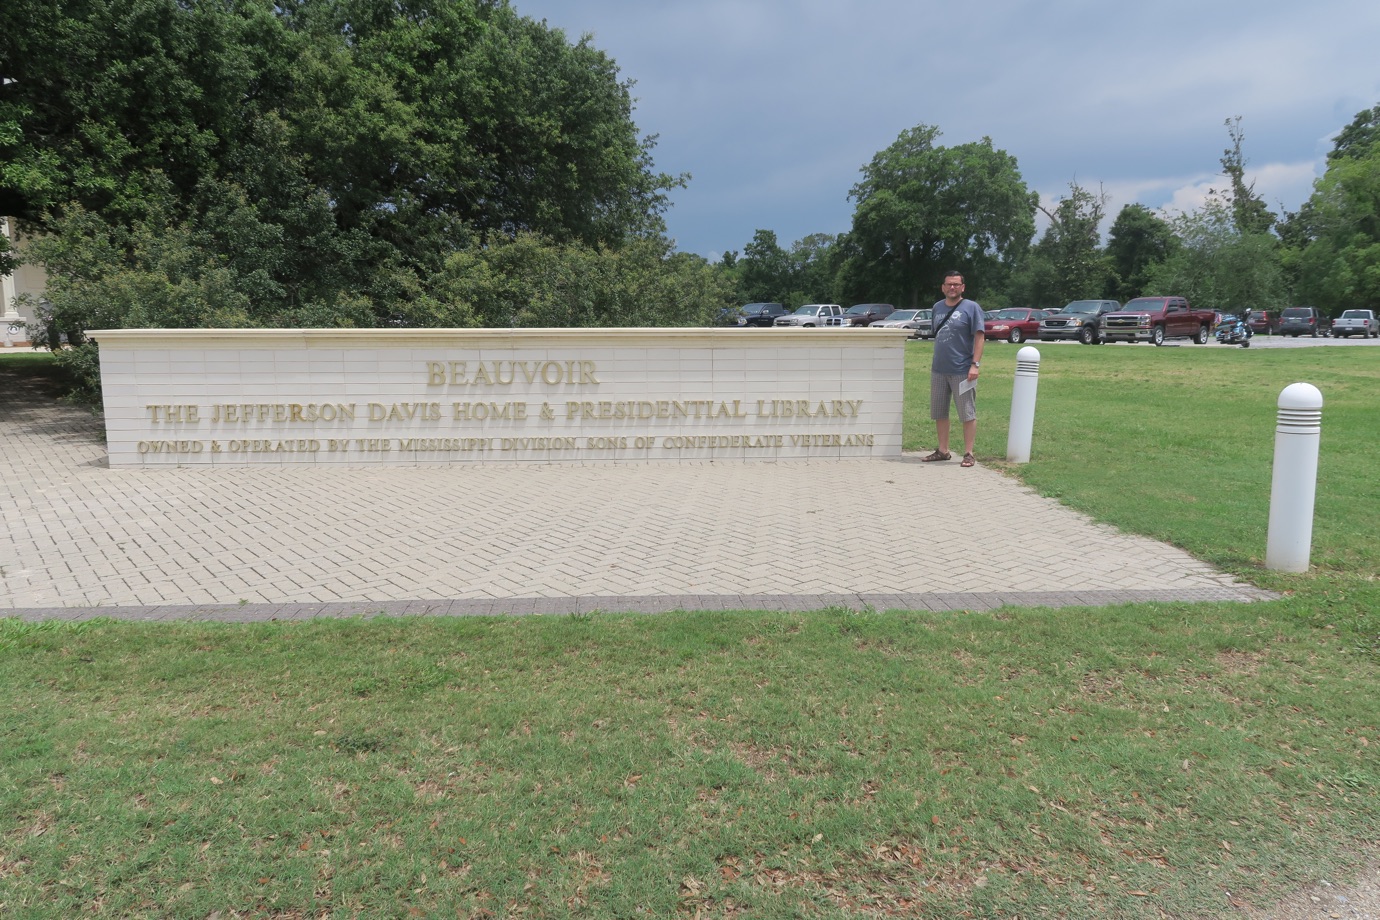 BEAUVOIR
THE JEFFERSON DAVIS HOME & PRESIDENTIAL LIBRARY
OWNED & OPERATED BY THE MISSISSIPPI DIVISION, SONS OF CONFEDERATE VETERANS